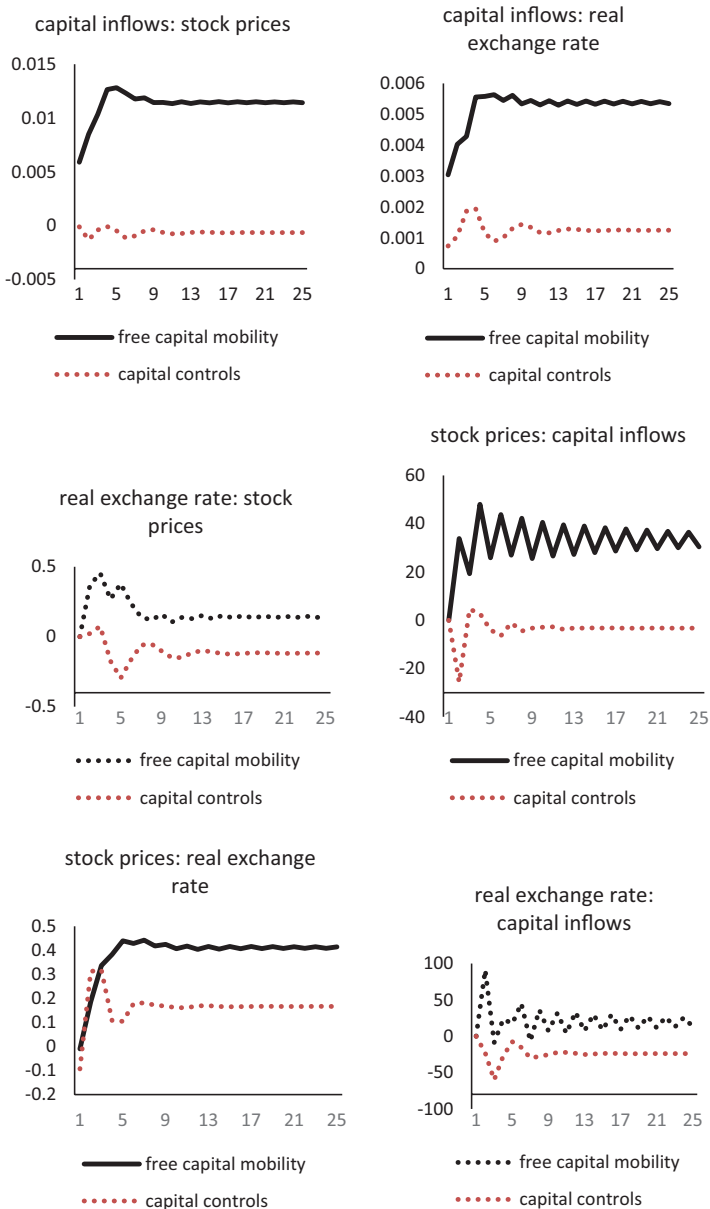 capital inflows: stock prices
0.015
0.01
0.005
0
-0.005
1 5 9 13 17 21 25
free capital mobility
capital controls
capital inflows: real
exchange rate
0.006
0.005
0.004
0.003
0.002
0.001
0
1 5 9 13 17 21 25
free capital mobility
capital controls
real exchange rate: stock
prices
0.5
0
-0.5
1 5 9 13 17 21 25
free capital mobility
capital controls
stock prices: capital inflows
60
40
20
0
-20
-40
1 5 9 13 17 21 25
free capital mobility
capital controls
stock prices: real exchange
rate
0.5
0.4
0.3
0.2
0.1
0
-0.1
-0.2
1 5 9 13 17 21 25
free capital mobility
capital controls
real exchange rate:
capital inflows
100
50
0
-50
-100
1 5 9 13 17 21 25
free capital mobility
capital controls